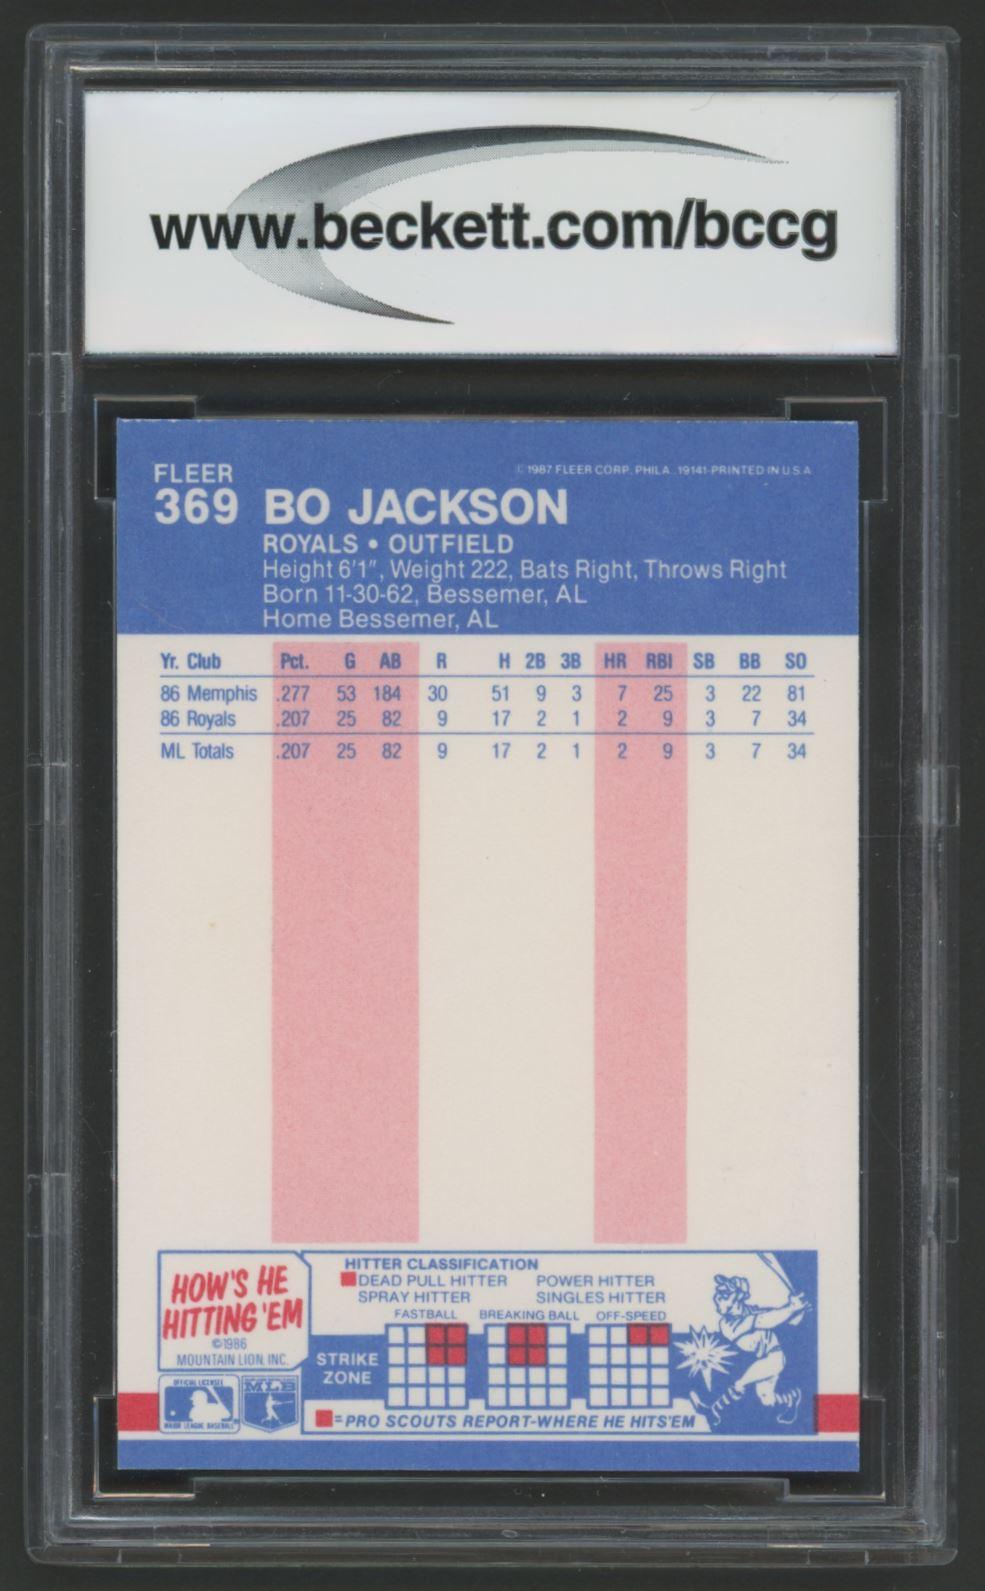 www.beckett.com/bccg
FLEER
© 1987 FLEER CORP. PHILA. 19141 PRINTED IN U.S.A.
369 BO JACKSON
ROYALS • OUTFIELD
Height 6'1", Weight 222, Bats Right, Throws Right
Born 11-30-62, Bessemer, AL
Home Bessemer, AL
Yr. Club Pct. G AB R H 2B 3B HR RBI SB BB SO
86 Memphis .277 53 184 30 51 9 3 7 25 3 22 81
86 Royals .207 25 82 9 17 2 1 2 9 3 7 34
ML Totals .207 25 82 9 17 2 1 2 9 3 7 34
HOW'S HE
HITTING 'EM
©1986
MOUNTAIN LION, INC.
HITTER CLASSIFICATION
DEAD PULL HITTER POWER HITTER
SPRAY HITTER SINGLES HITTER
FASTBALL BREAKING BALL OFF-SPEED
STRIKE
ZONE
=PRO SCOUTS REPORT-WHERE HE HITS 'EM
OFFICIAL LICENSEE
MAJOR LEAGUE BASEBALL
MLB